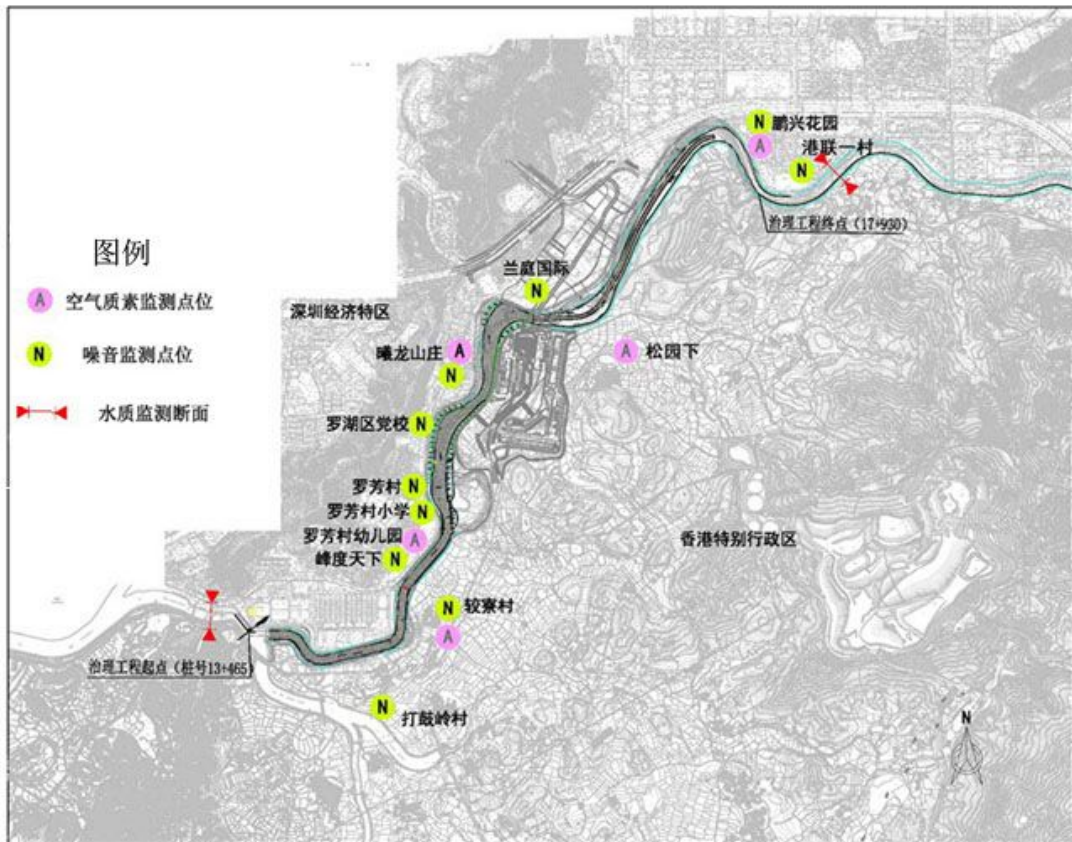 N
鹏兴花园
A
港联一村
N
治理工程终点（17+930）
图例
兰庭国际
N
A
空气质素监测点位
深圳经济特区
N
噪音监测点位
曦龙山庄
A
N
A
松园下
水质监测断面
罗湖区党校
N
罗芳村
N
罗芳村小学
N
罗芳村幼儿园
A
香港特别行政区
峰度天下
N
N
较寮村
A
治理工程起点（桩号13+465）
N
打鼓岭村
N